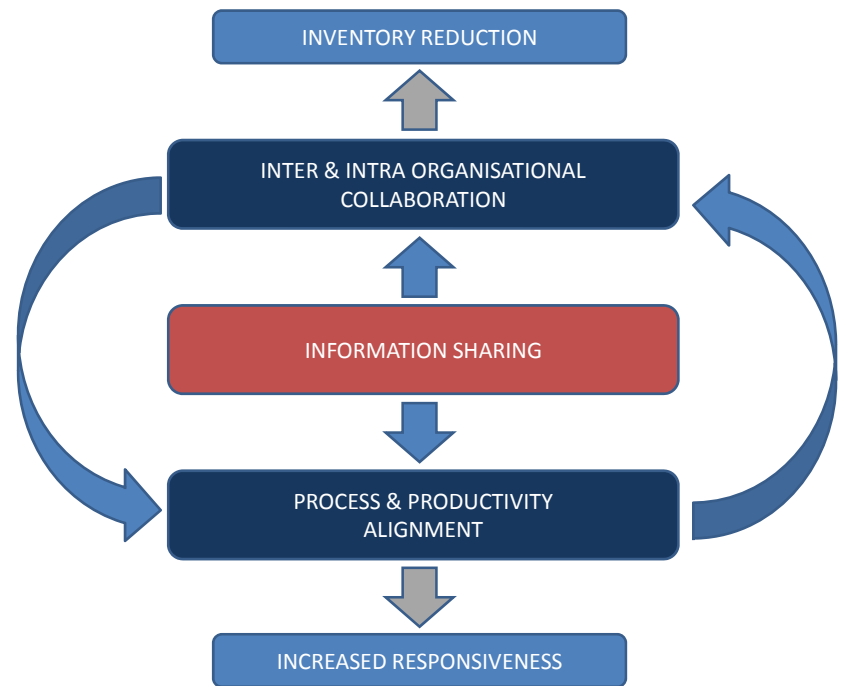 INVENTORY REDUCTION
INTER & INTRA ORGANISATIONAL
COLLABORATION
INFORMATION SHARING
PROCESS & PRODUCTIVITY
ALIGNMENT
INCREASED RESPONSIVENESS